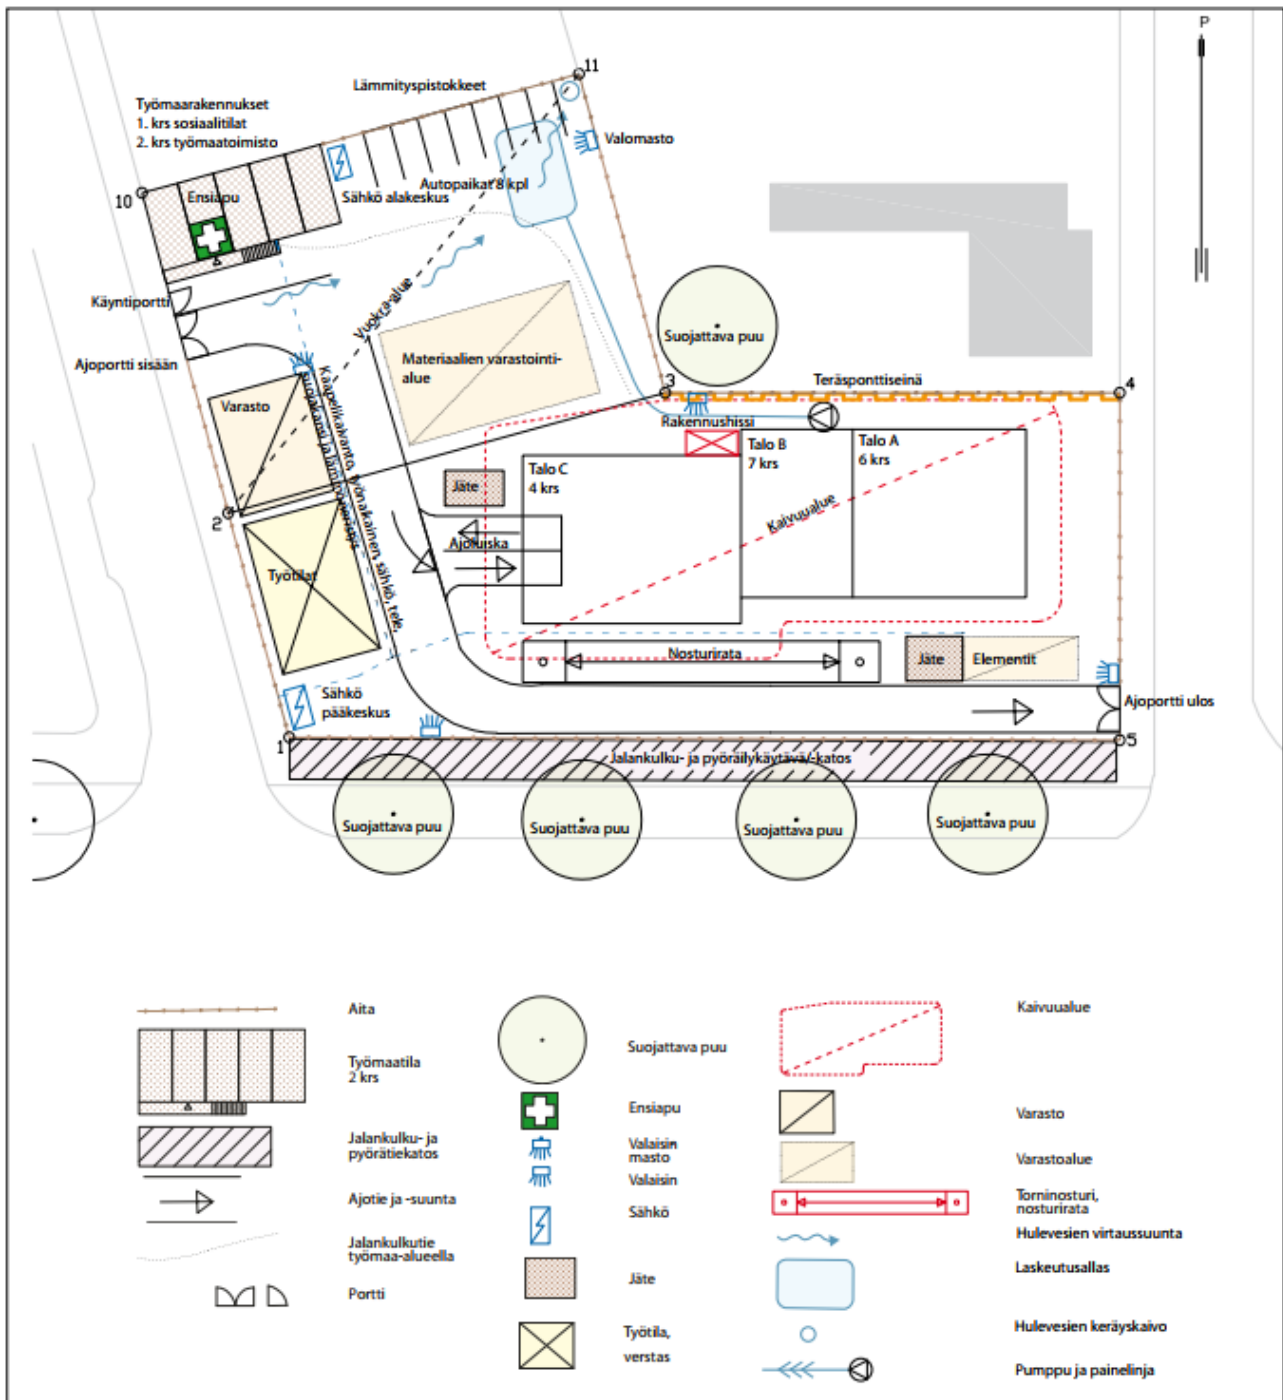 P
11
Lämmityspistokkeet
Työmaarakennukset
1. krs sosiaalitilat
2. krs työmaatoimisto
Valomasto
10
Ensiapu
Autopaikat 8 kpl
Sähkö alakeskus
Käyntiportti
Vuokra-alue
Suojattava puu
Ajoportti sisään
Materiaalien varastointi-
alue
Teräsponttiseinä
3
4
Varasto
Kaapelikaivanto, työnaikainen, sähkö, tele,
suojakansi ja lämmöneristys
Rakennushissi
Talo B
7 krs
Talo A
6 krs
Talo C
4 krs
Jäte
2
Kaivuualue
Ajoluiska
Työtilat
Nosturirata
Jäte
Elementit
Sähkö
pääkeskus
Ajoportti ulos
1
5
Jalankulku- ja pyöräilykäytävä/-katos
Suojattava puu
Suojattava puu
Suojattava puu
Suojattava puu
Aita
Työmaatila
2 krs
Jalankulku- ja
pyörätiekatos
Ajotie ja -suunta
Jalankulkutie
työmaa-alueella
Portti
Suojattava puu
Ensiapu
Valaisin
masto
Valaisin
Sähkö
Jäte
Työtila,
verstas
Kaivuualue
Varasto
Varastoalue
Torninosturi,
nosturirata
Hulevesien virtaussuunta
Laskeutusallas
Hulevesien keräyskaivo
Pumppu ja painelinja